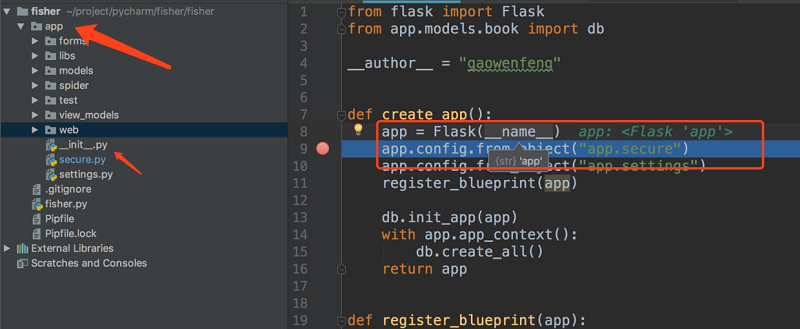 fisher ~/project/pycharm/fisher/fisher
app
forms
libs
models
spider
test
view_models
web
__init__.py
secure.py
settings.py
.gitignore
fisher.py
Pipfile
Pipfile.lock
External Libraries
Scratches and Consoles
1 from flask import Flask
2 from app.models.book import db
3
4 __author__ = "gaowenfeng"
5
6
7 def create_app():
8 app = Flask(__name__) app: <Flask 'app'>
9 app.config.from_object("app.secure")
{str} 'app'
10 app.config.from_object("app.settings")
11 register_blueprint(app)
12
13 db.init_app(app)
14 with app.app_context():
15 db.create_all()
16 return app
17
18
19 def register_blueprint(app):